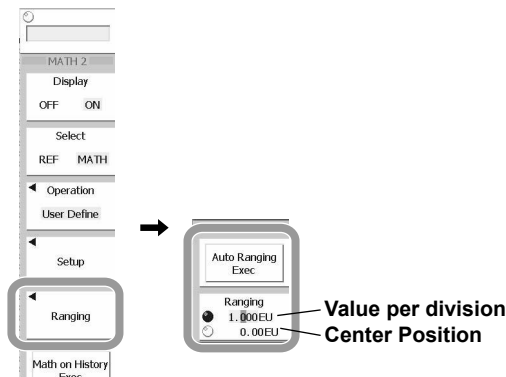 MATH 2
Display
OFF ON
Select
REF MATH
Operation
User Define
Setup
Ranging
Math on History
Exec
Auto Ranging
Exec
Ranging
1.000EU
0.00EU
Value per division
Center Position